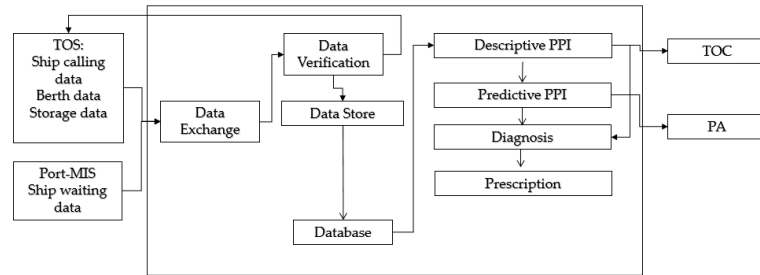 TOS:
Ship calling
data
Berth data
Storage data
Port-MIS
Ship waiting
data
Data
Exchange
Data
Verification
Data Store
Database
Descriptive PPI
Predictive PPI
Diagnosis
Prescription
TOC
PA